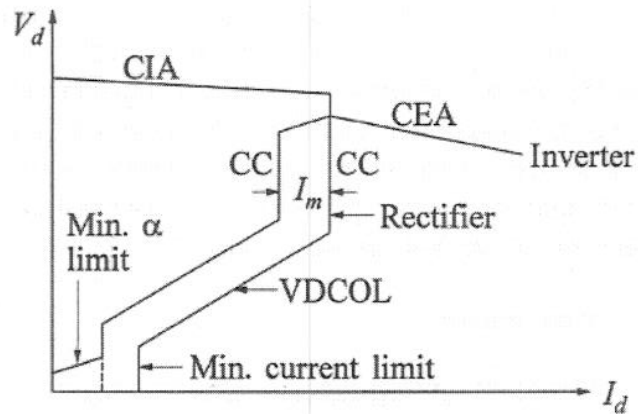 V_d
CIA
CEA
CC
CC
Inverter
I_m
Rectifier
Min. α
limit
VDCOL
Min. current limit
I_d